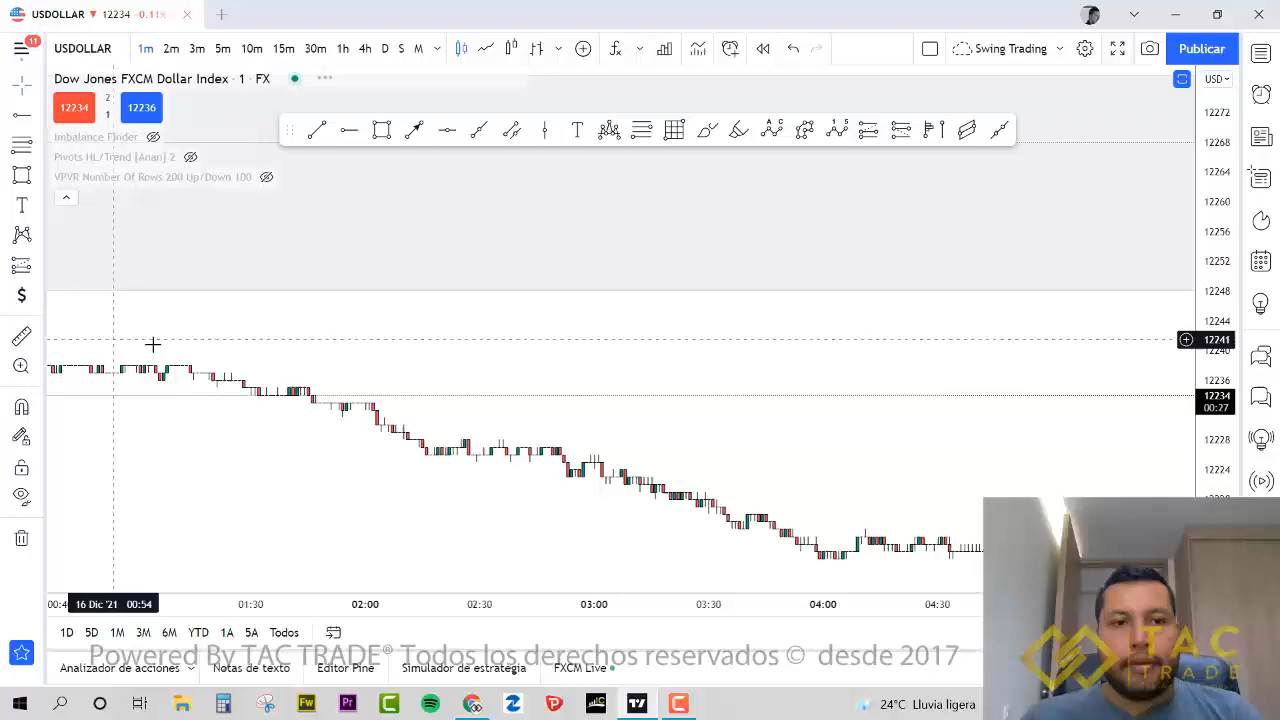 USDOLLAR ▼ 12234 -0.11%
USDOLLAR 1m 2m 3m 5m 10m 15m 30m 1h 4h D S M Swing Trading Publicar
11
Dow Jones FXCM Dollar Index · 1 · FX
USD
12234 2 1 12236
Imbalance Finder
Pivots HL/Trend [Anan] 2
VPVR Number Of Rows 200 Up/Down 100
12272
12268
12264
12260
12256
12252
12248
12244
12241
12240
12236
12234
00:27
12228
12224
16 Dic '21 00:54 01:30 02:00 02:30 03:00 03:30 04:00 04:30
1D 5D 1M 3M 6M YTD 1A 5A Todos
Powered By TAC TRADE® Todos los derechos reservados © desde 2017
TAC
TRADE
Analizador de acciones Notas de texto Editor Pine Simulador de estrategia FXCM Live
24°C Lluvia ligera